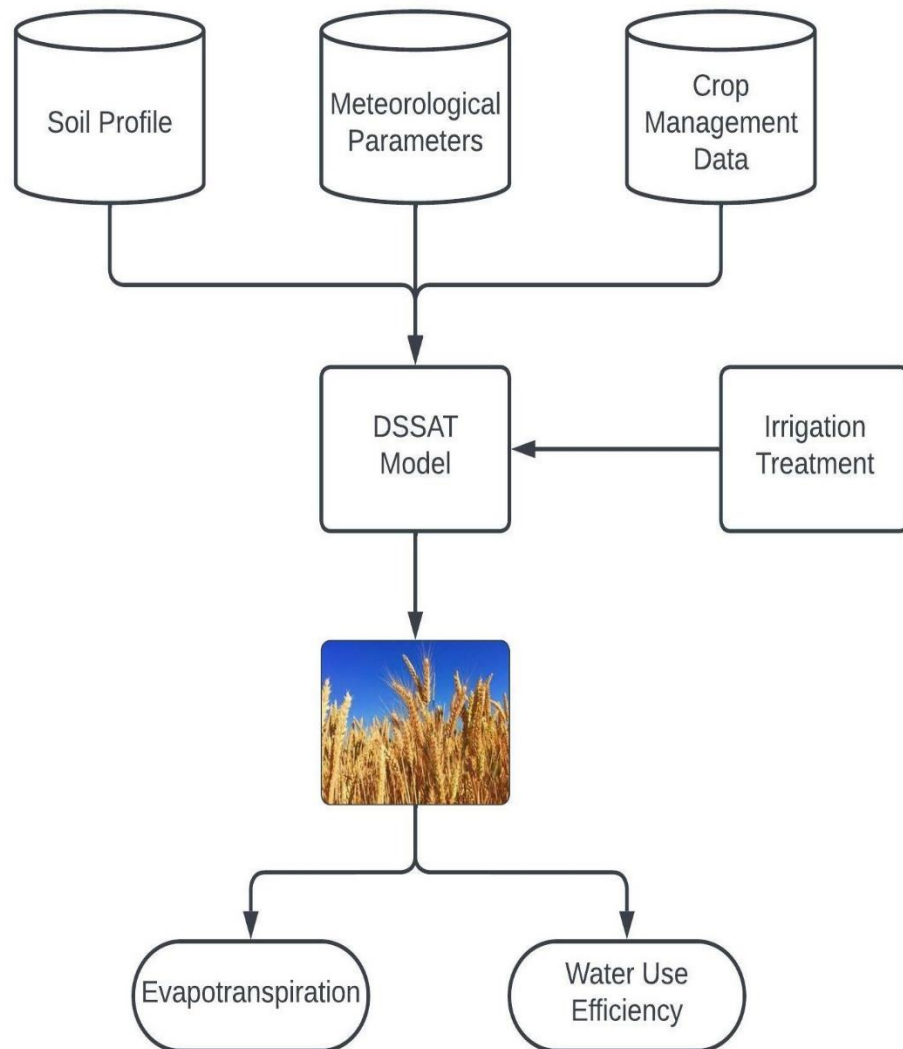 Soil Profile
Meteorological
Parameters
Crop
Management
Data
DSSAT
Model
Irrigation
Treatment
Evapotranspiration
Water Use
Efficiency